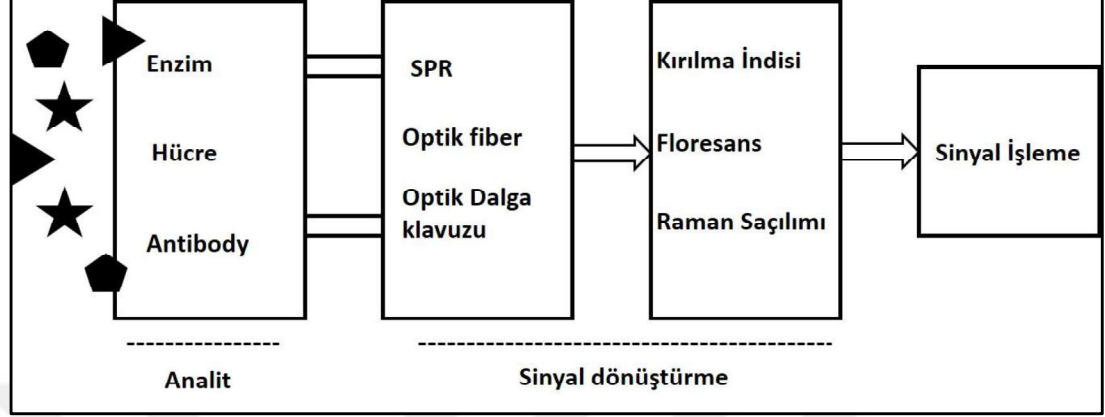 Enzim
Hücre
Antibody
SPR
Optik fiber
Optik Dalga
klavuzu
Kırılma İndisi
Floresans
Raman Saçılımı
Sinyal İşleme
Analit
Sinyal dönüştürme